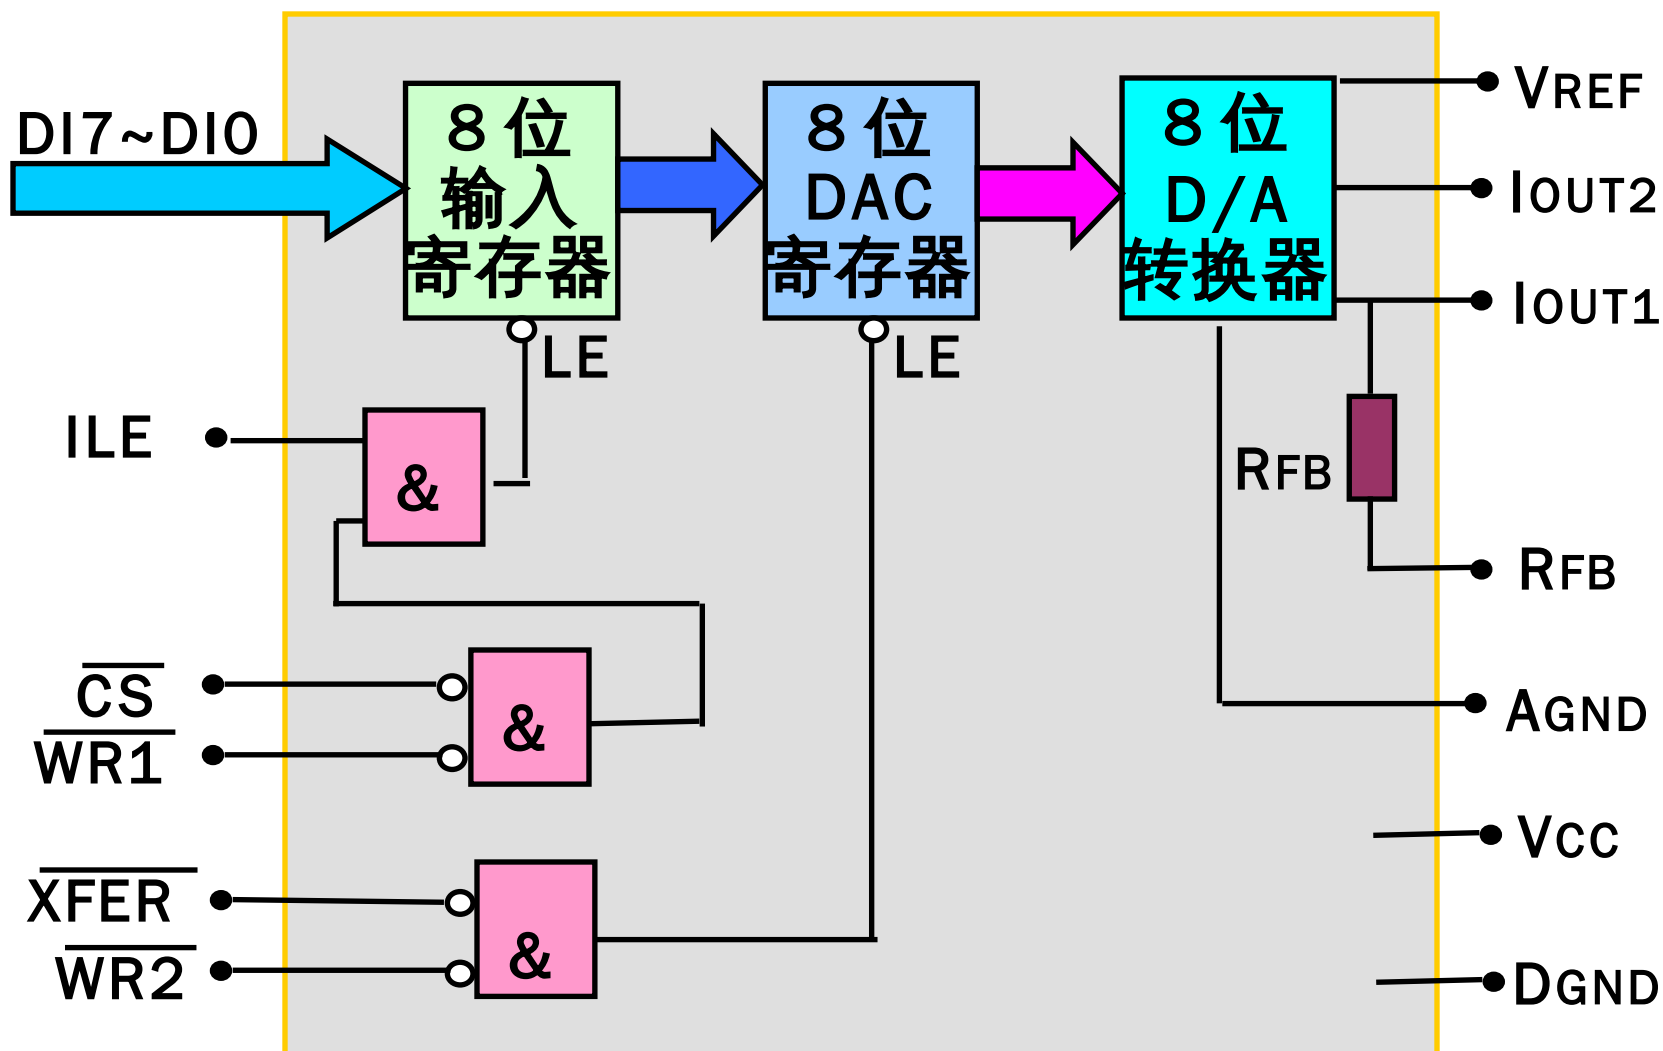 DI7~DI0
8 位
输入
寄存器
8 位
DAC
寄存器
8 位
D/A
转换器
VREF
IOUT2
IOUT1
LE
LE
ILE
&
RFB
RFB
CS
WR1
&
AGND
VCC
XFER
WR2
&
DGND